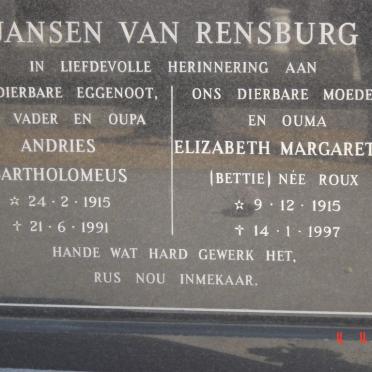 JANSEN VAN RENSBURG
IN LIEFDEVOLLE HERINNERING AAN
DIERBARE EGGENOOT,
VADER EN OUPA
ANDRIES
BARTHOLOMEUS
☆ 24 · 2 · 1915
† 21 · 6 · 1991
ONS DIERBARE MOEDE
EN OUMA
ELIZABETH MARGARET
(BETTIE) NÉE ROUX
☆ 9 · 12 · 1915
† 14 · 1 · 1997
HANDE WAT HARD GEWERK HET,
RUS NOU INMEKAAR.